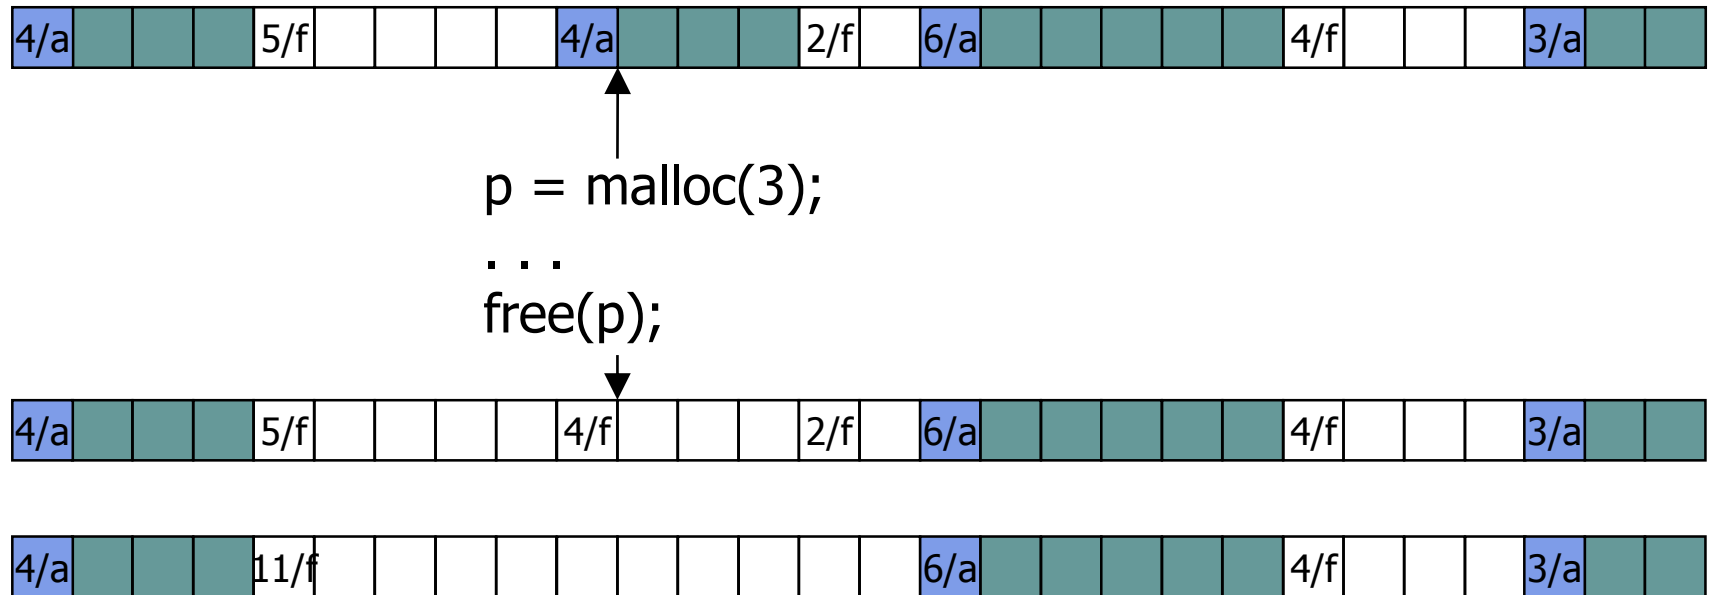 4/a 5/f 4/a 2/f 6/a 4/f 3/a
p = malloc(3);
. . .
free(p);
4/a 5/f 4/f 2/f 6/a 4/f 3/a
4/a 11/f 6/a 4/f 3/a